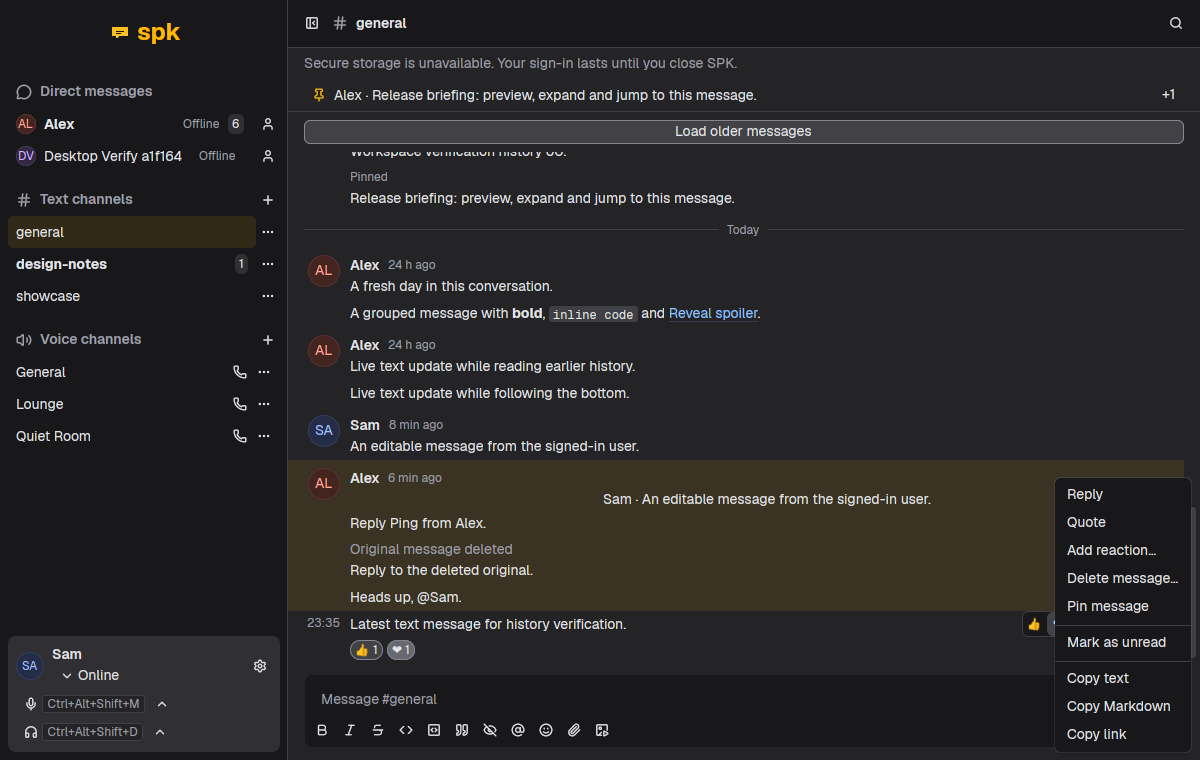 spk
Direct messages
AL Alex Offline 6
DV Desktop Verify a1f164 Offline
# Text channels +
general
design-notes 1
showcase
Voice channels +
General
Lounge
Quiet Room
SA Sam
Online
Ctrl+Alt+Shift+M
Ctrl+Alt+Shift+D
# general
Secure storage is unavailable. Your sign-in lasts until you close SPK.
Alex · Release briefing: preview, expand and jump to this message. +1
Load older messages
Workspace verification history
Pinned
Release briefing: preview, expand and jump to this message.
Today
AL Alex 24 h ago
A fresh day in this conversation.
A grouped message with bold, inline code and Reveal spoiler.
AL Alex 24 h ago
Live text update while reading earlier history.
Live text update while following the bottom.
SA Sam 8 min ago
An editable message from the signed-in user.
AL Alex 6 min ago
Sam · An editable message from the signed-in user.
Reply Ping from Alex.
Original message deleted
Reply to the deleted original.
Heads up, @Sam.
23:35 Latest text message for history verification.
👍 1 ❤ 1
👍
Message #general
Reply
Quote
Add reaction…
Delete message…
Pin message
Mark as unread
Copy text
Copy Markdown
Copy link